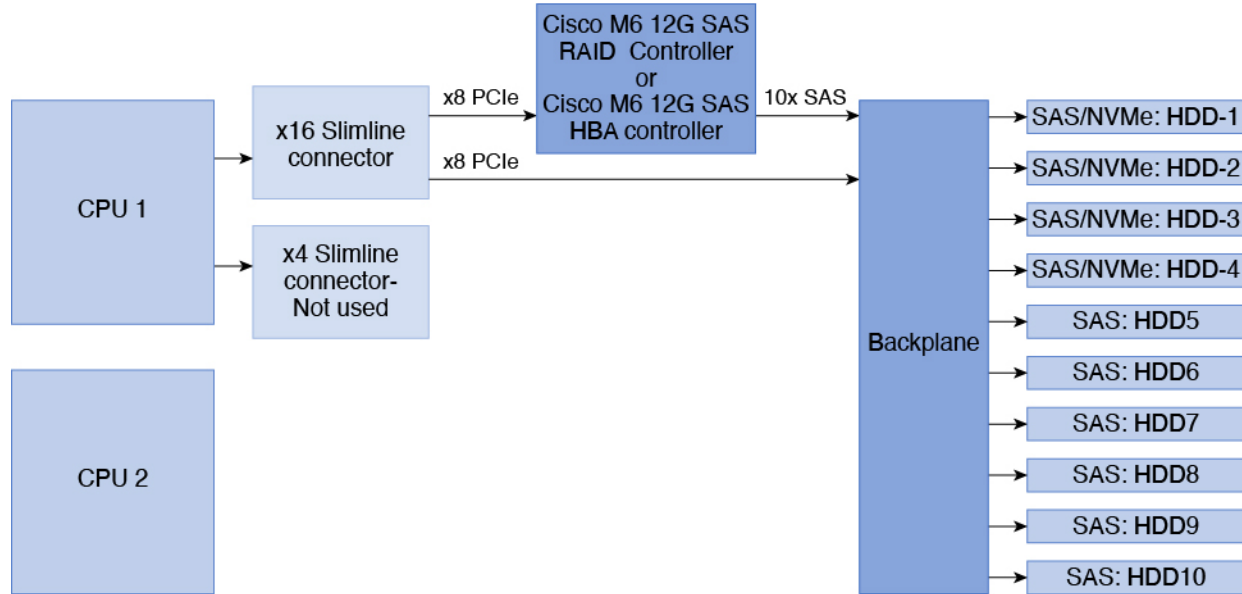 CPU 1
CPU 2
x16 Slimline
connector
x4 Slimline
connector-
Not used
x8 PCIe
x8 PCIe
Cisco M6 12G SAS
RAID Controller
or
Cisco M6 12G SAS
HBA controller
10x SAS
Backplane
SAS/NVMe: HDD-1
SAS/NVMe: HDD-2
SAS/NVMe: HDD-3
SAS/NVMe: HDD-4
SAS: HDD5
SAS: HDD6
SAS: HDD7
SAS: HDD8
SAS: HDD9
SAS: HDD10